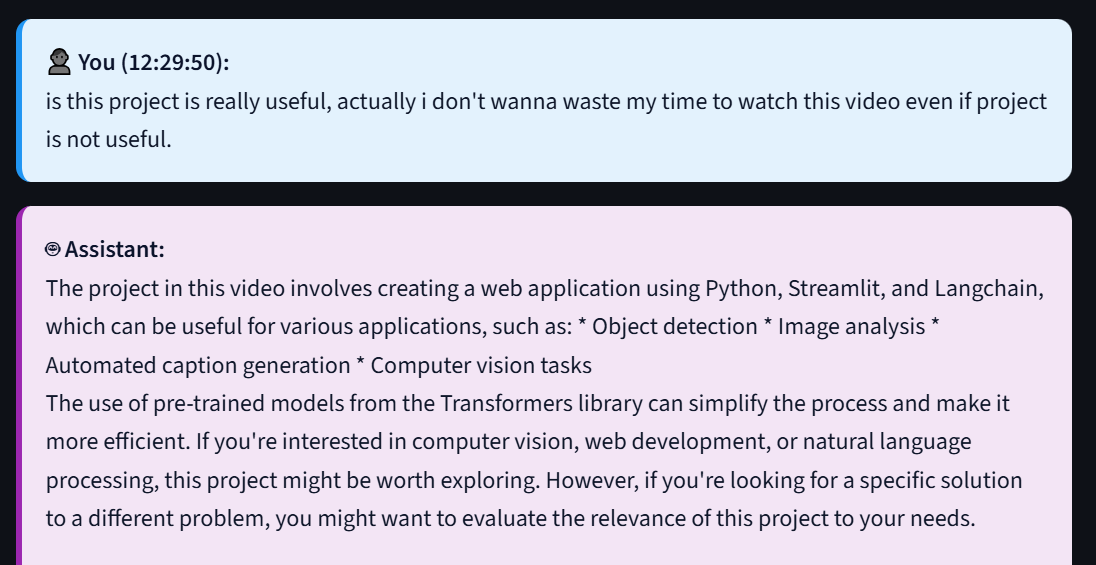 You (12:29:50):
is this project is really useful, actually i don't wanna waste my time to watch this video even if project
is not useful.
Assistant:
The project in this video involves creating a web application using Python, Streamlit, and Langchain,
which can be useful for various applications, such as: * Object detection * Image analysis *
Automated caption generation * Computer vision tasks
The use of pre-trained models from the Transformers library can simplify the process and make it
more efficient. If you're interested in computer vision, web development, or natural language
processing, this project might be worth exploring. However, if you're looking for a specific solution
to a different problem, you might want to evaluate the relevance of this project to your needs.